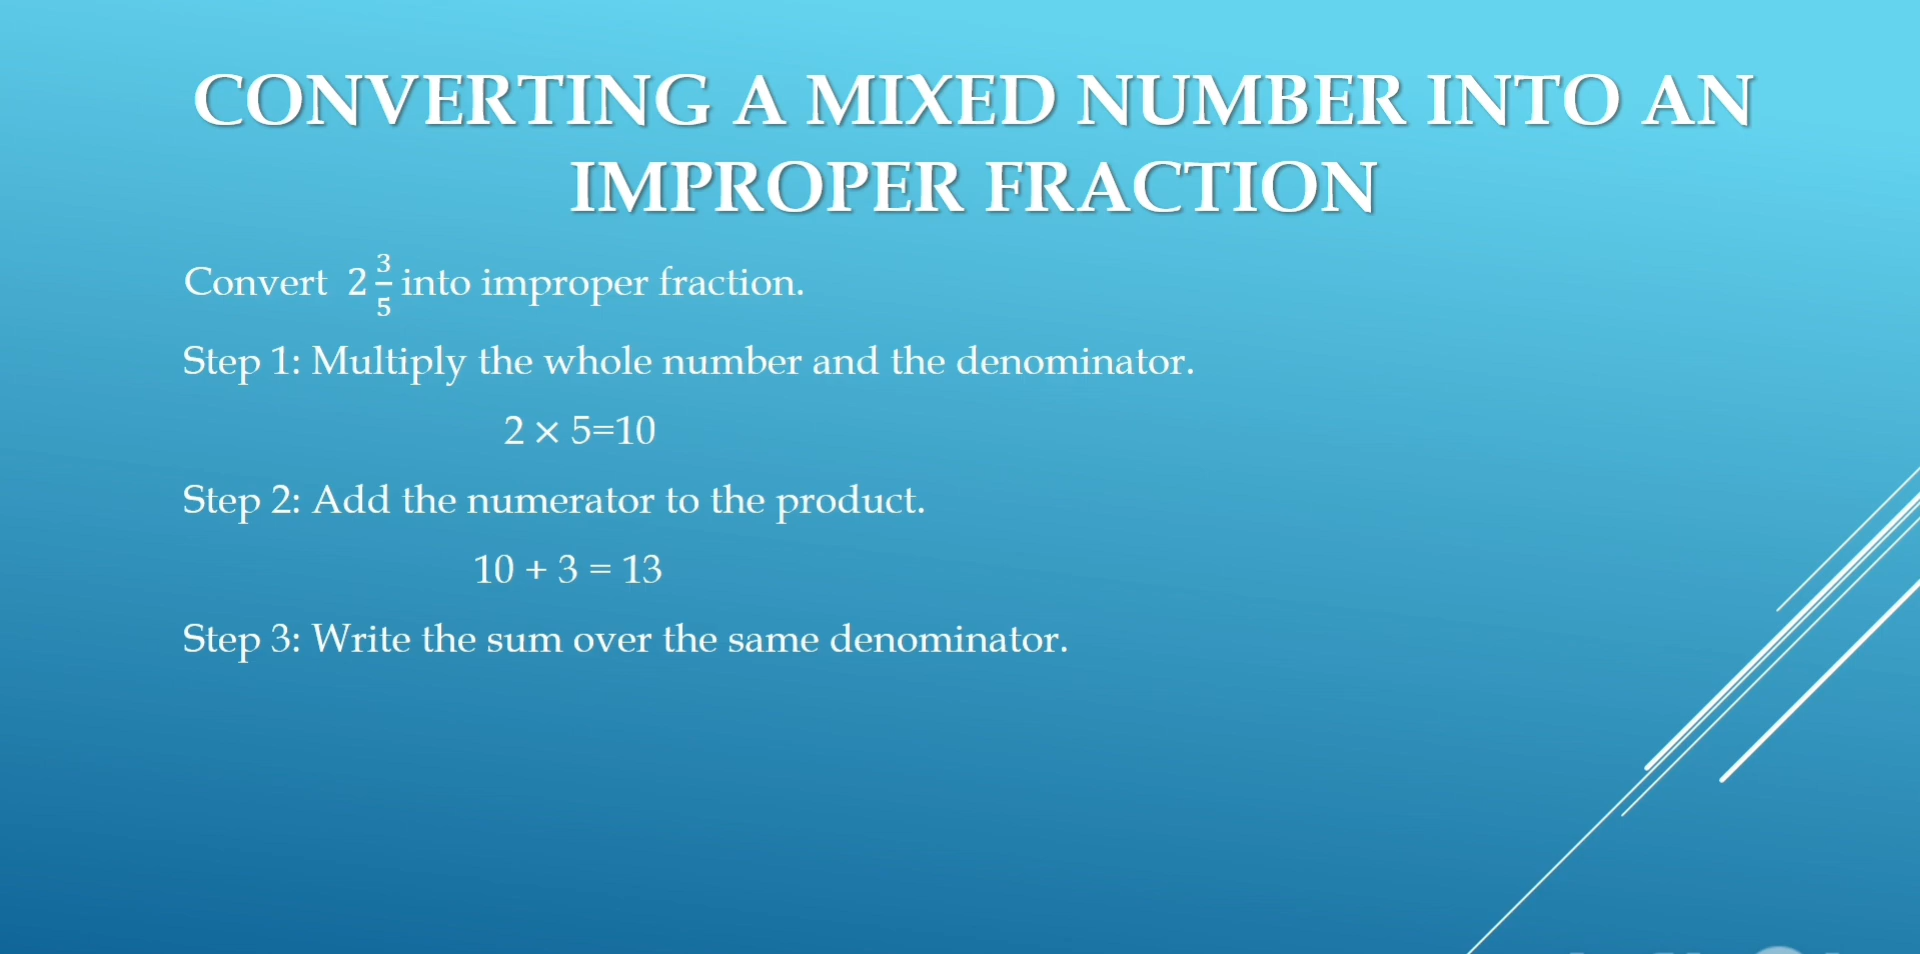 CONVERTING A MIXED NUMBER INTO AN
IMPROPER FRACTION
Convert 2 3/5 into improper fraction.
Step 1: Multiply the whole number and the denominator.
2 × 5=10
Step 2: Add the numerator to the product.
10 + 3 = 13
Step 3: Write the sum over the same denominator.